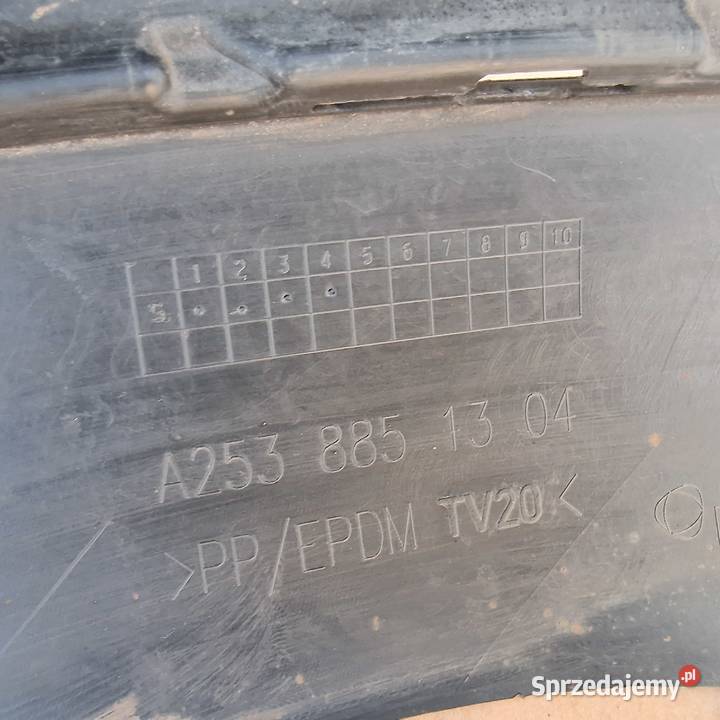 1 2 3 4 5 6 7 8 9 10
A253 885 13 04
>PP/EPDM TV20<
Sprzedajemy.pl